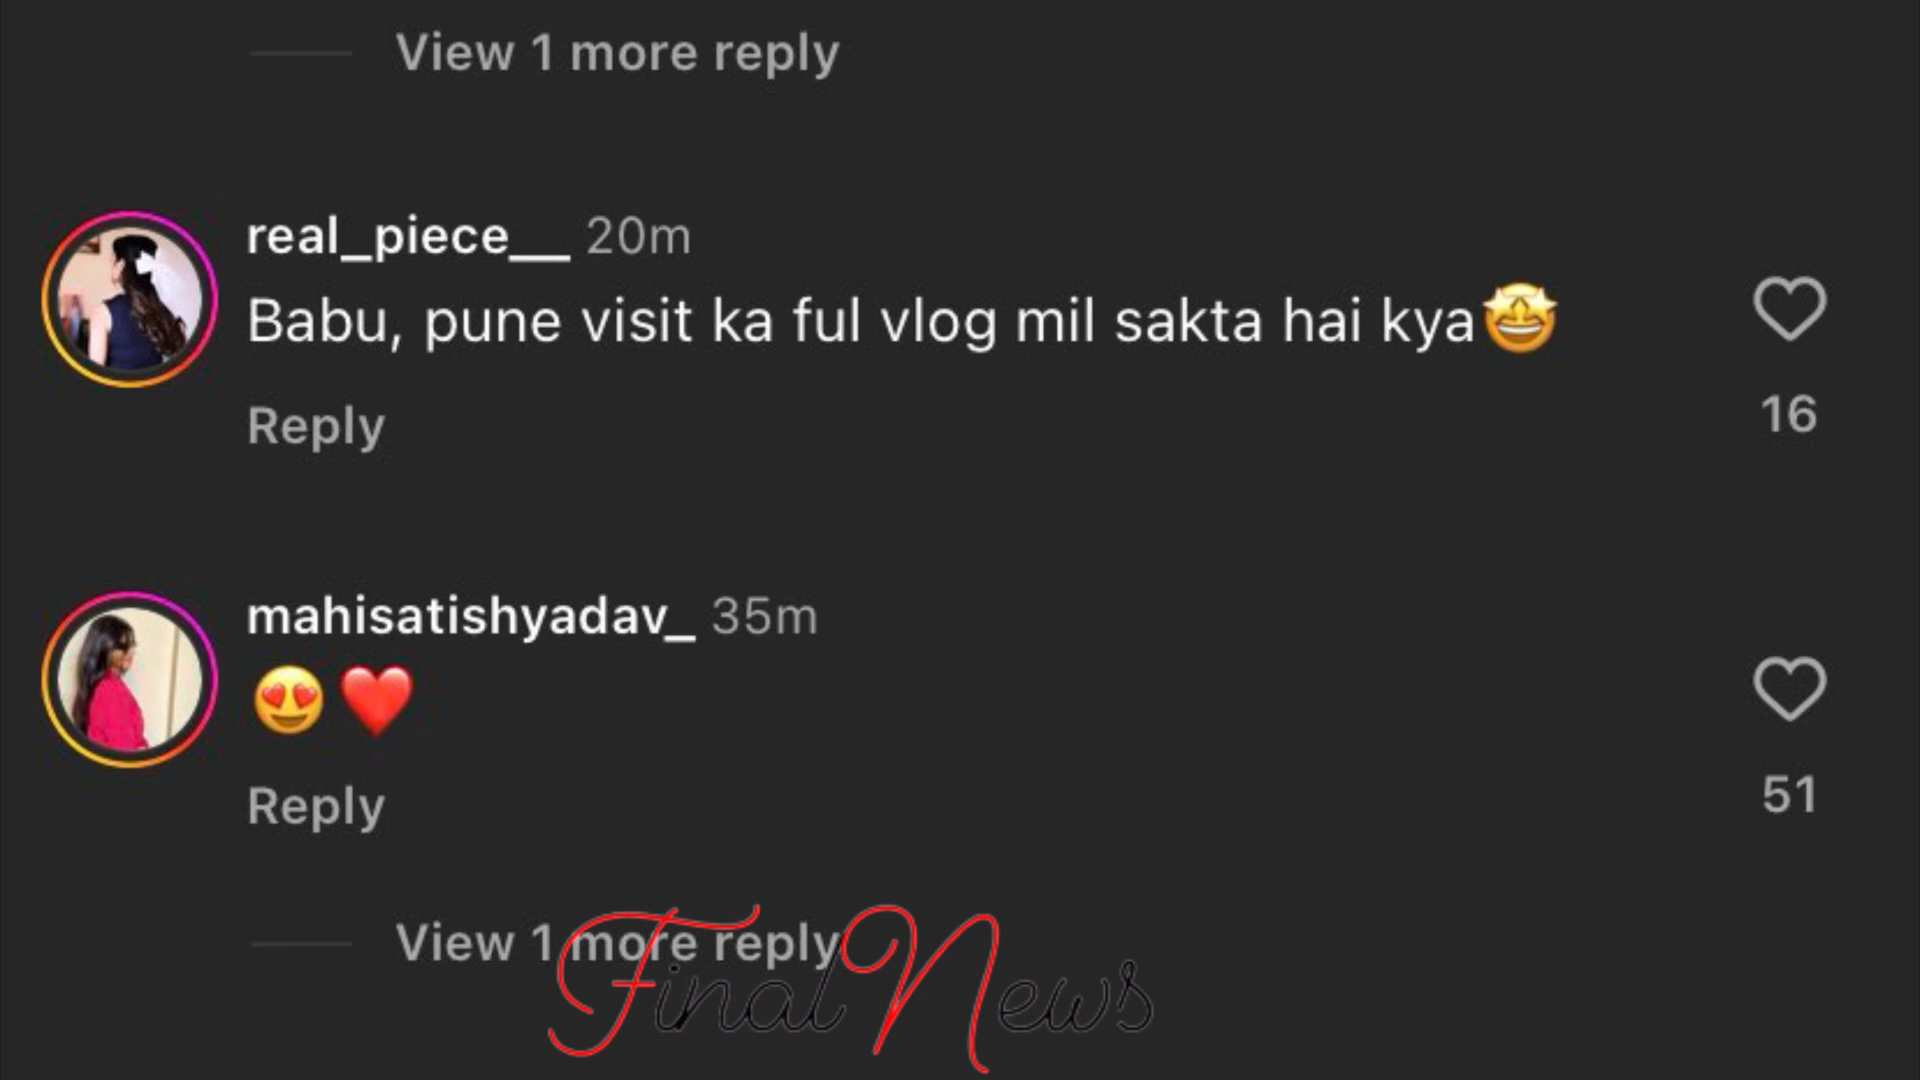 View 1 more reply
real_piece__ 20m
Babu, pune visit ka ful vlog mil sakta hai kya🤩
Reply
16
mahisatishyadav_ 35m
😍❤️
Reply
51
View 1 more reply
Final News